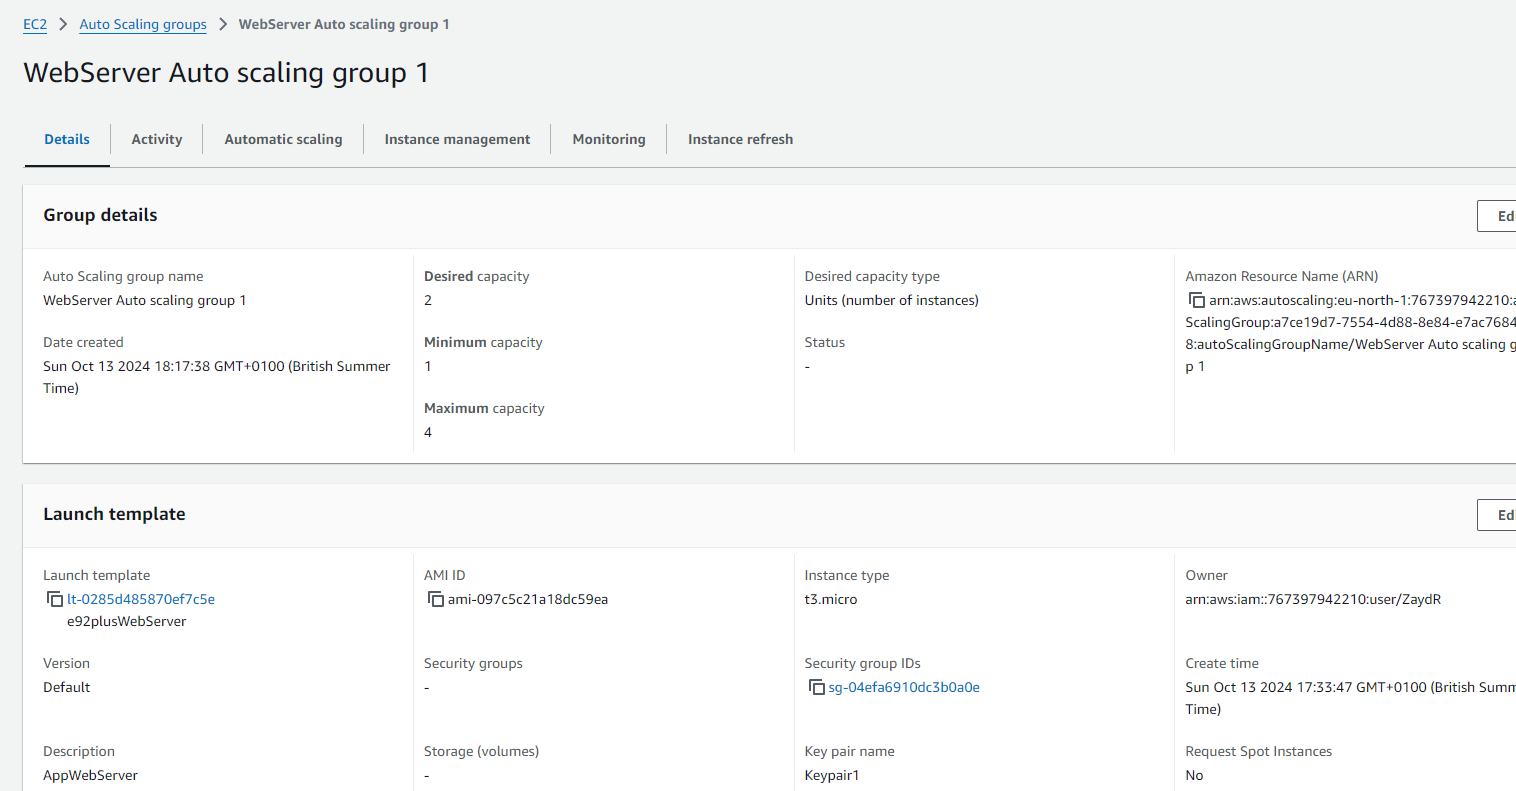 EC2 > Auto Scaling groups > WebServer Auto scaling group 1
WebServer Auto scaling group 1
Details
Activity
Automatic scaling
Instance management
Monitoring
Instance refresh
Group details
Ed
Auto Scaling group name
WebServer Auto scaling group 1
Date created
Sun Oct 13 2024 18:17:38 GMT+0100 (British Summer
Time)
Desired capacity
2
Minimum capacity
1
Maximum capacity
4
Desired capacity type
Units (number of instances)
Status
-
Amazon Resource Name (ARN)
arn:aws:autoscaling:eu-north-1:767397942210:a
ScalingGroup:a7ce19d7-7554-4d88-8e84-e7ac7684
8:autoScalingGroupName/WebServer Auto scaling g
p 1
Launch template
Ed
Launch template
lt-0285d485870ef7c5e
e92plusWebServer
AMI ID
ami-097c5c21a18dc59ea
Instance type
t3.micro
Owner
arn:aws:iam::767397942210:user/ZaydR
Version
Default
Security groups
-
Security group IDs
sg-04efa6910dc3b0a0e
Create time
Sun Oct 13 2024 17:33:47 GMT+0100 (British Summ
Time)
Description
AppWebServer
Storage (volumes)
-
Key pair name
Keypair1
Request Spot Instances
No